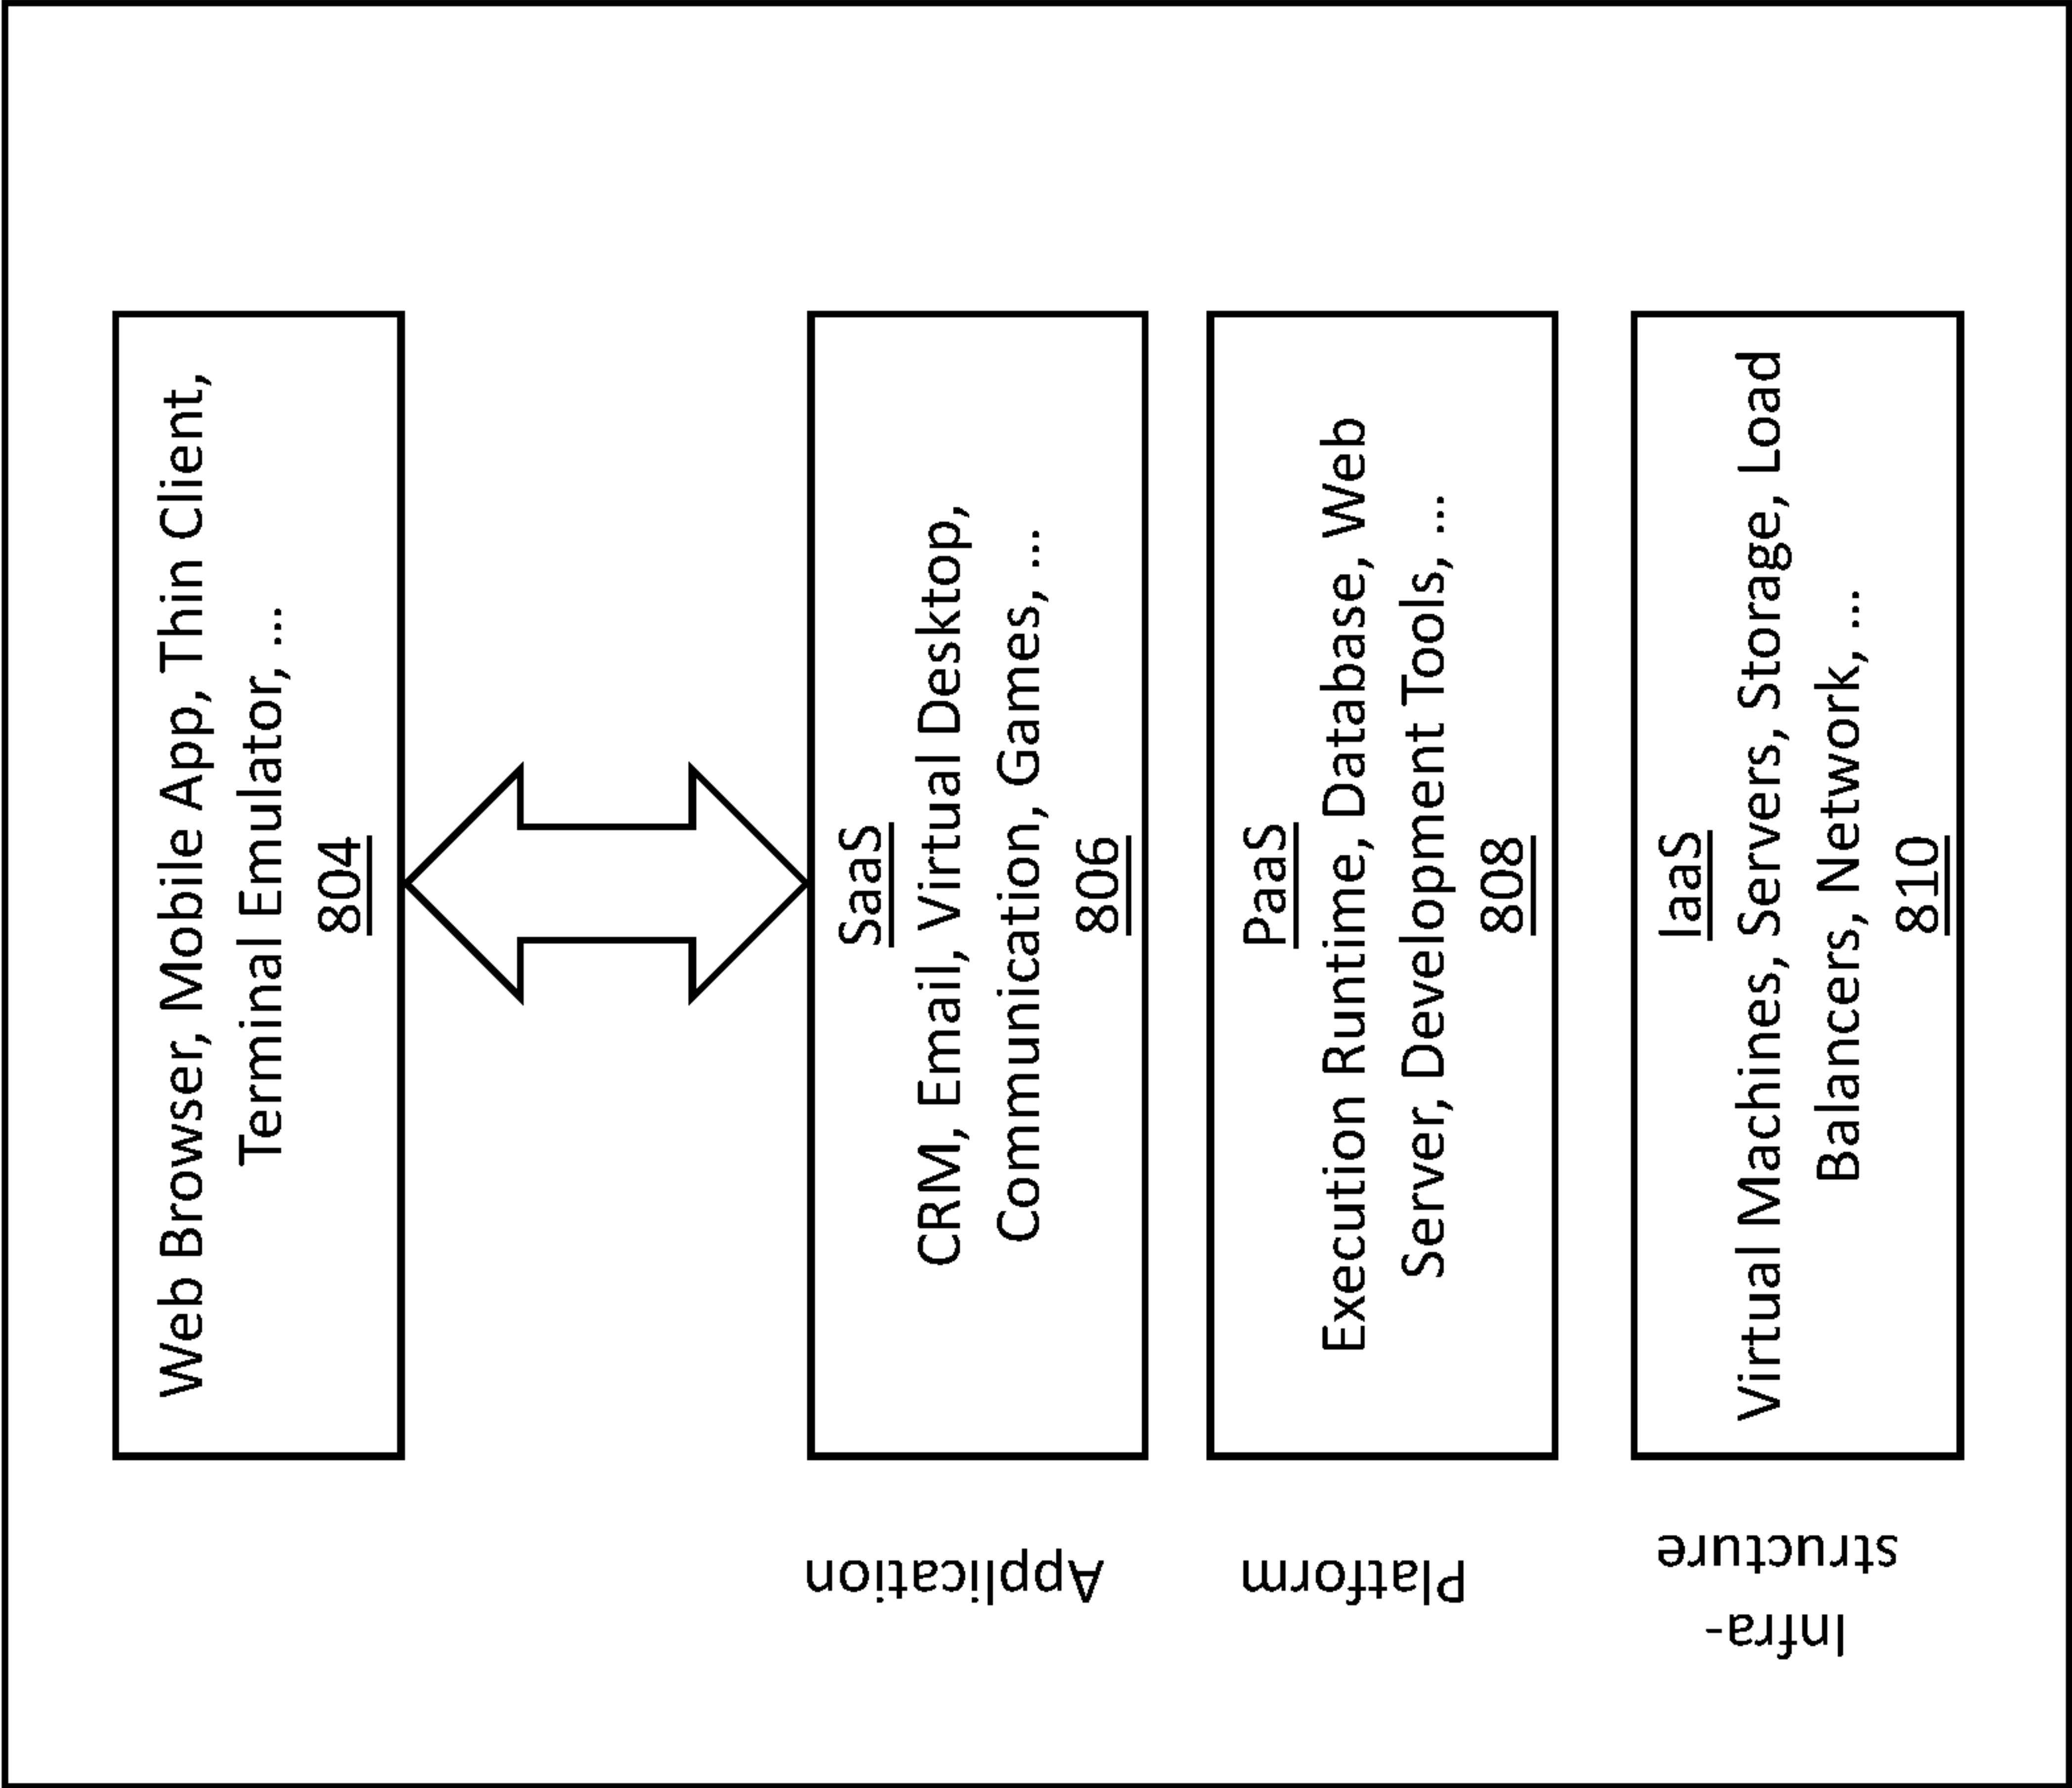 Web Browser, Mobile App, Thin Client,
Terminal Emulator, ...
804
Application
SaaS
CRM, Email, Virtual Desktop,
Communication, Games, ...
806
Platform
PaaS
Execution Runtime, Database, Web
Server, Development Tools, ...
808
Infra-
structure
IaaS
Virtual Machines, Servers, Storage, Load
Balancers, Network, ...
810